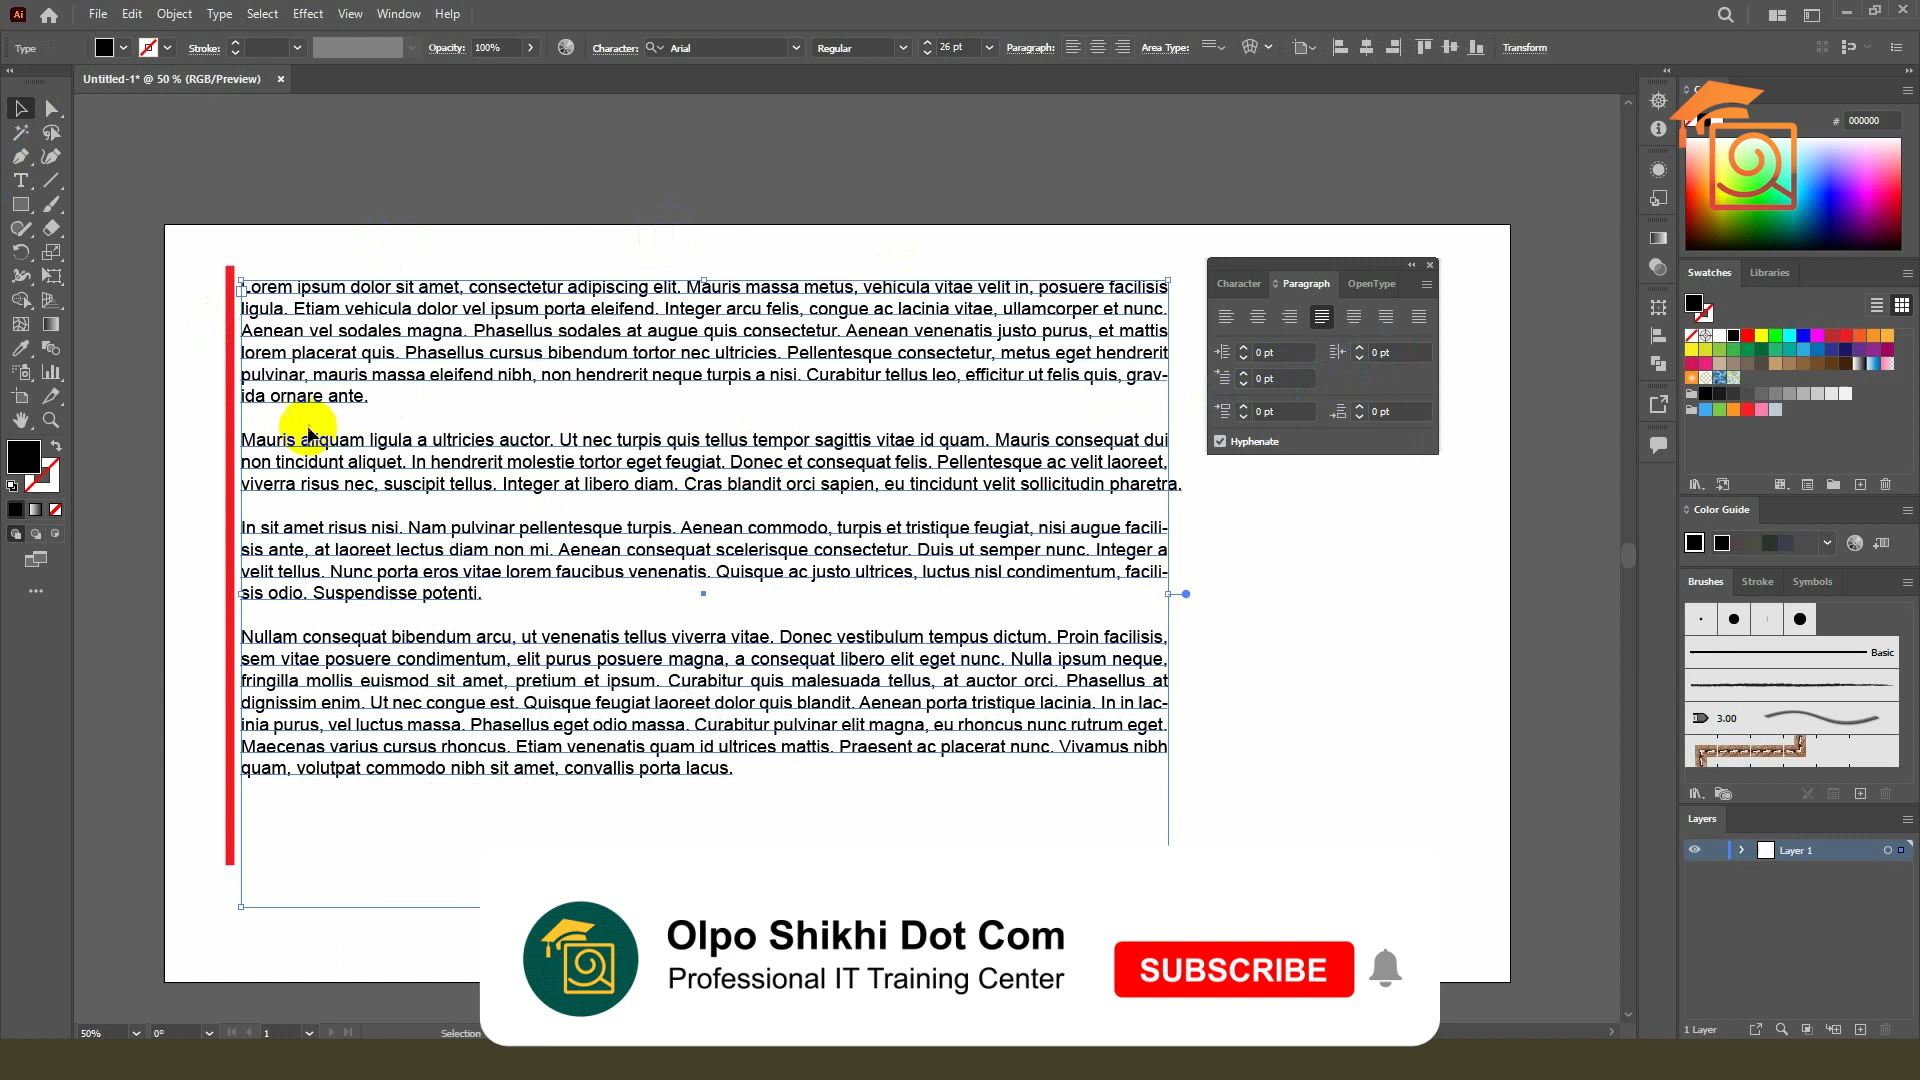 Ai File Edit Object Type Select Effect View Window Help
Type Stroke: Opacity: 100% Character: Arial Regular 26 pt Paragraph: Area Type: Transform
Untitled-1* @ 50 % (RGB/Preview)
# 000000
Lorem ipsum dolor sit amet, consectetur adipiscing elit. Mauris massa metus, vehicula vitae velit in, posuere facilisis
ligula. Etiam vehicula dolor vel ipsum porta eleifend. Integer arcu felis, congue ac lacinia vitae, ullamcorper et nunc.
Aenean vel sodales magna. Phasellus sodales at augue quis consectetur. Aenean venenatis justo purus, et mattis
lorem placerat quis. Phasellus cursus bibendum tortor nec ultricies. Pellentesque consectetur, metus eget hendrerit
pulvinar, mauris massa eleifend nibh, non hendrerit neque turpis a nisi. Curabitur tellus leo, efficitur ut felis quis, grav-
ida ornare ante.
Mauris aliquam ligula a ultricies auctor. Ut nec turpis quis tellus tempor sagittis vitae id quam. Mauris consequat dui
non tincidunt aliquet. In hendrerit molestie tortor eget feugiat. Donec et consequat felis. Pellentesque ac velit laoreet,
viverra risus nec, suscipit tellus. Integer at libero diam. Cras blandit orci sapien, eu tincidunt velit sollicitudin pharetra.
In sit amet risus nisi. Nam pulvinar pellentesque turpis. Aenean commodo, turpis et tristique feugiat, nisi augue facili-
sis ante, at laoreet lectus diam non mi. Aenean consequat scelerisque consectetur. Duis ut semper nunc. Integer a
velit tellus. Nunc porta eros vitae lorem faucibus venenatis. Quisque ac justo ultrices, luctus nisl condimentum, facili-
sis odio. Suspendisse potenti.
Nullam consequat bibendum arcu, ut venenatis tellus viverra vitae. Donec vestibulum tempus dictum. Proin facilisis,
sem vitae posuere condimentum, elit purus posuere magna, a consequat libero elit eget nunc. Nulla ipsum neque,
fringilla mollis euismod sit amet, pretium et ipsum. Curabitur quis malesuada tellus, at auctor orci. Phasellus at
dignissim enim. Ut nec congue est. Quisque feugiat laoreet dolor quis blandit. Aenean porta tristique lacinia. In in lac-
inia purus, vel luctus massa. Phasellus eget odio massa. Curabitur pulvinar elit magna, eu rhoncus nunc rutrum eget.
Maecenas varius cursus rhoncus. Etiam venenatis quam id ultrices mattis. Praesent ac placerat nunc. Vivamus nibh
quam, volutpat commodo nibh sit amet, convallis porta lacus.
Character Paragraph OpenType
0 pt 0 pt
0 pt
0 pt 0 pt
Hyphenate
Swatches Libraries
Color Guide
Brushes Stroke Symbols
Basic
3.00
Layers
Layer 1
1 Layer
Olpo Shikhi Dot Com
Professional IT Training Center
SUBSCRIBE
50% 0° 1 Selection